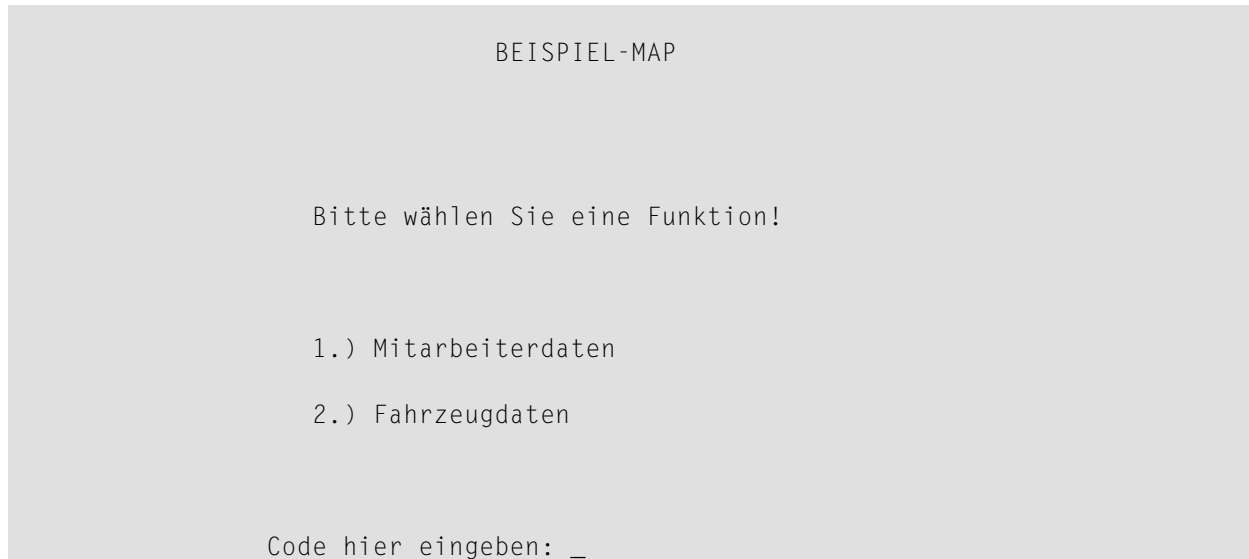 BEISPIEL-MAP
Bitte wählen Sie eine Funktion!
1.) Mitarbeiterdaten
2.) Fahrzeugdaten
Code hier eingeben: _